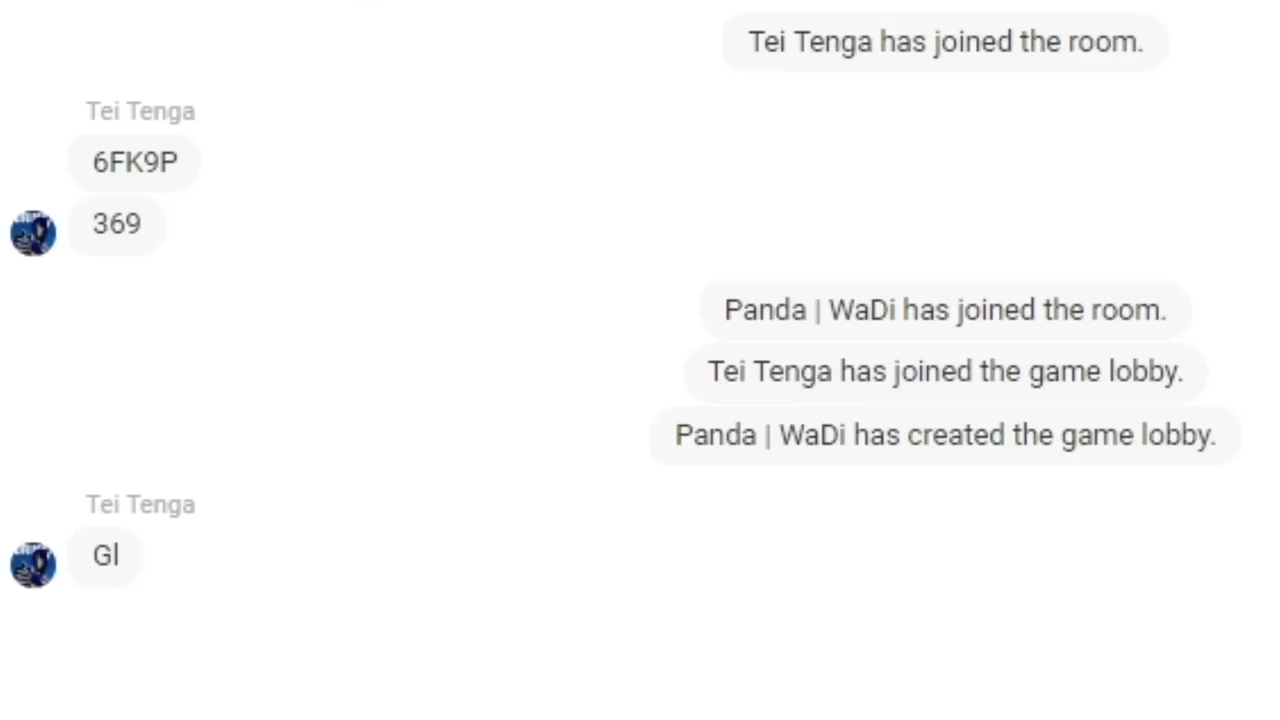 Tei Tenga has joined the room.
Tei Tenga
6FK9P
369
Panda | WaDi has joined the room.
Tei Tenga has joined the game lobby.
Panda | WaDi has created the game lobby.
Tei Tenga
Gl